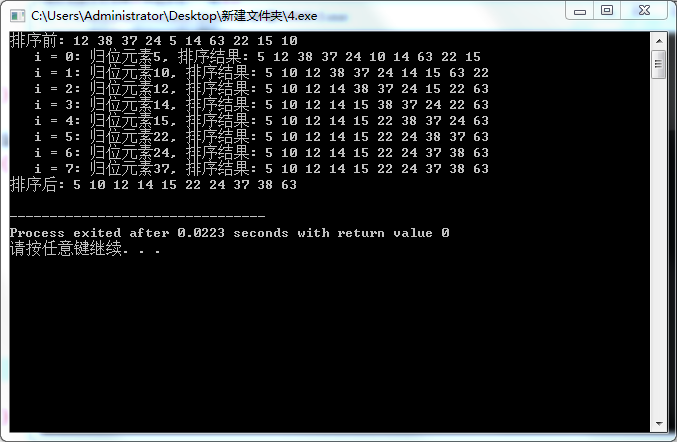 C:\Users\Administrator\Desktop\新建文件夹\4.exe
排序前: 12 38 37 24 5 14 63 22 15 10
i = 0: 归位元素5, 排序结果: 5 12 38 37 24 10 14 63 22 15
i = 1: 归位元素10, 排序结果: 5 10 12 38 37 24 14 15 63 22
i = 2: 归位元素12, 排序结果: 5 10 12 14 38 37 24 15 22 63
i = 3: 归位元素14, 排序结果: 5 10 12 14 15 38 37 24 22 63
i = 4: 归位元素15, 排序结果: 5 10 12 14 15 22 38 37 24 63
i = 5: 归位元素22, 排序结果: 5 10 12 14 15 22 24 38 37 63
i = 6: 归位元素24, 排序结果: 5 10 12 14 15 22 24 37 38 63
i = 7: 归位元素37, 排序结果: 5 10 12 14 15 22 24 37 38 63
排序后: 5 10 12 14 15 22 24 37 38 63
--------------------------------
Process exited after 0.0223 seconds with return value 0
请按任意键继续. . .